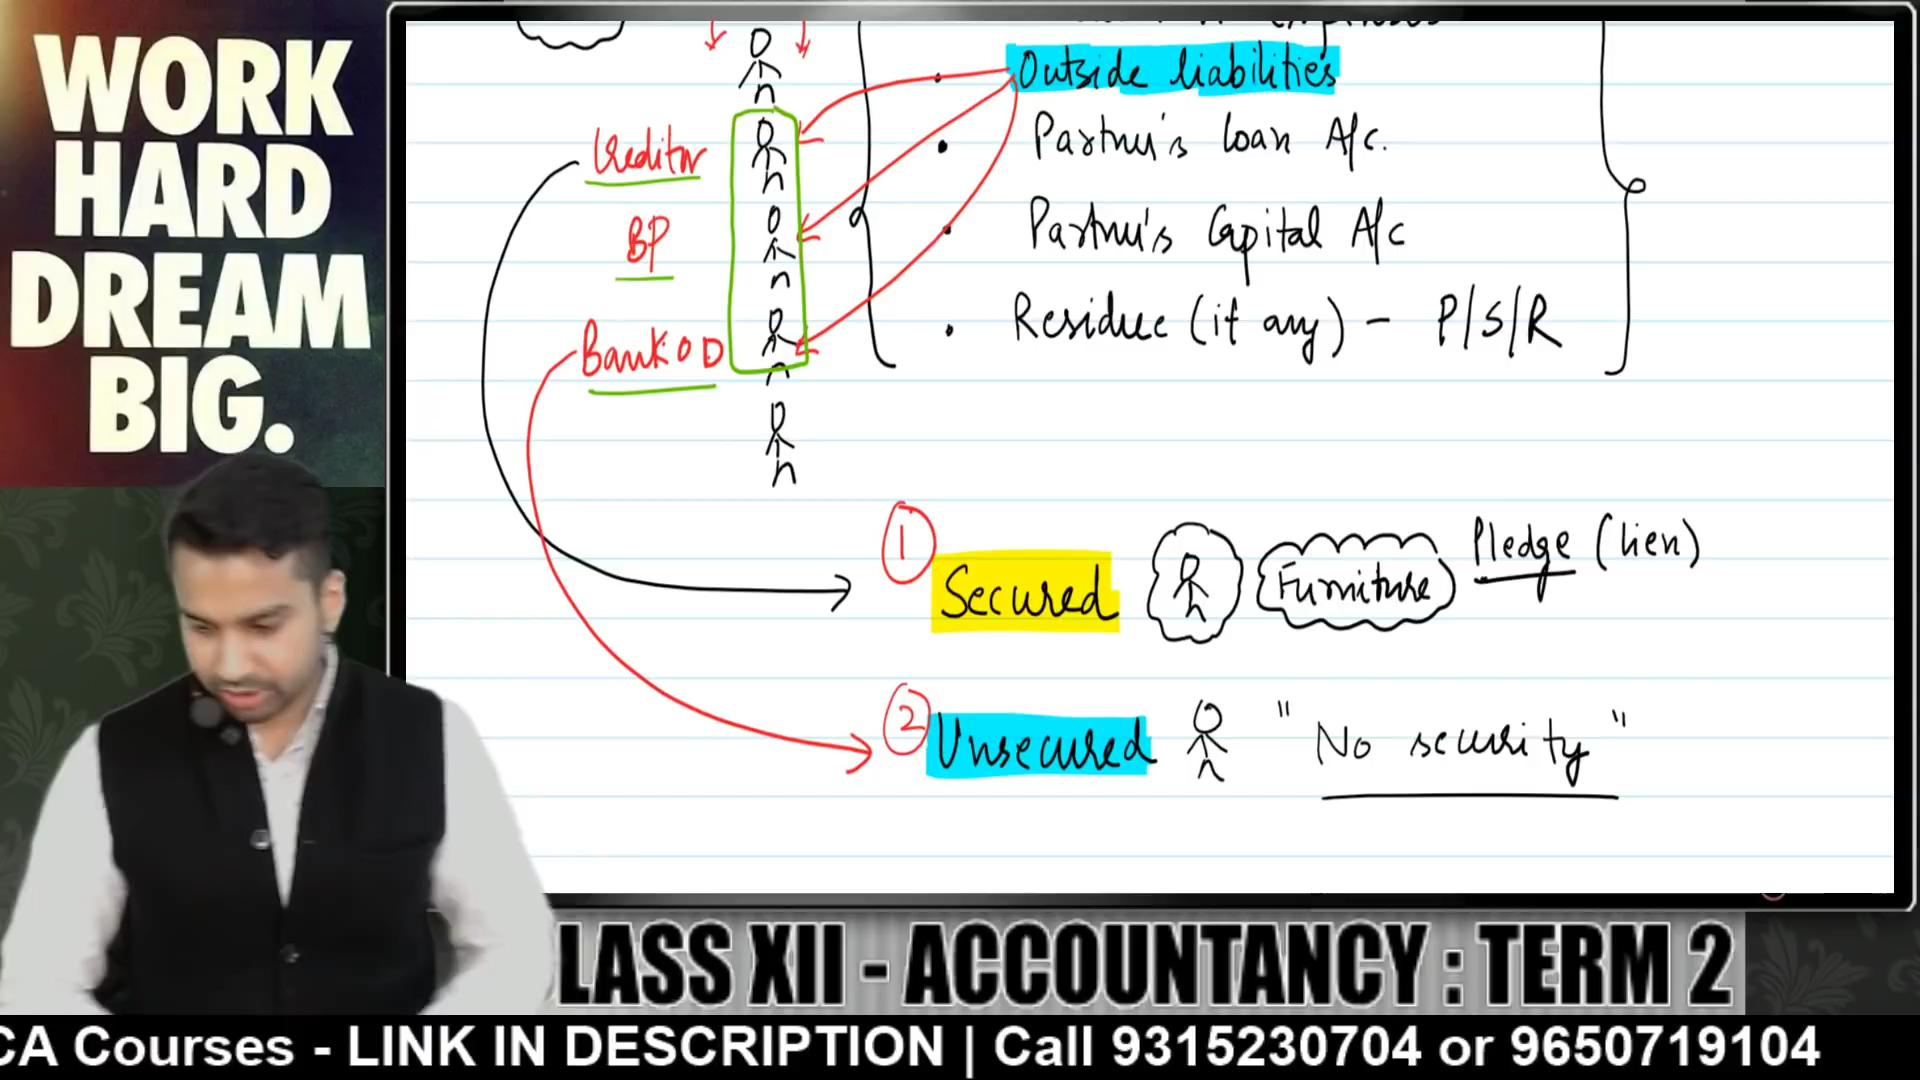 WORK
HARD
DREAM
BIG.
Outside liabilities
Creditor
Partner's loan A/c.
BP
Partner's Capital A/c
Bank OD
Residue (if any) - P/S/R
1
Secured
Furniture
Pledge (lien)
2
Unsecured
" No security "
LASS XII - ACCOUNTANCY : TERM 2
CA Courses - LINK IN DESCRIPTION | Call 9315230704 or 9650719104